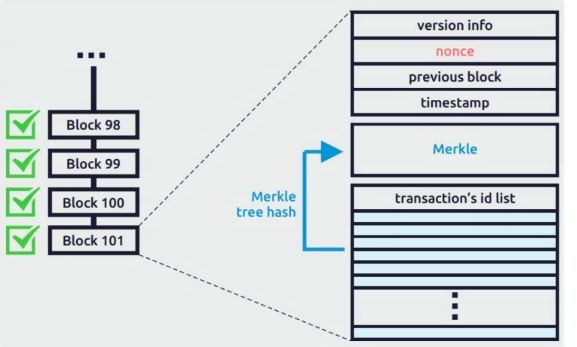 Block 98
Block 99
Block 100
Block 101
version info
nonce
previous block
timestamp
Merkle
Merkle
tree hash
transaction's id list